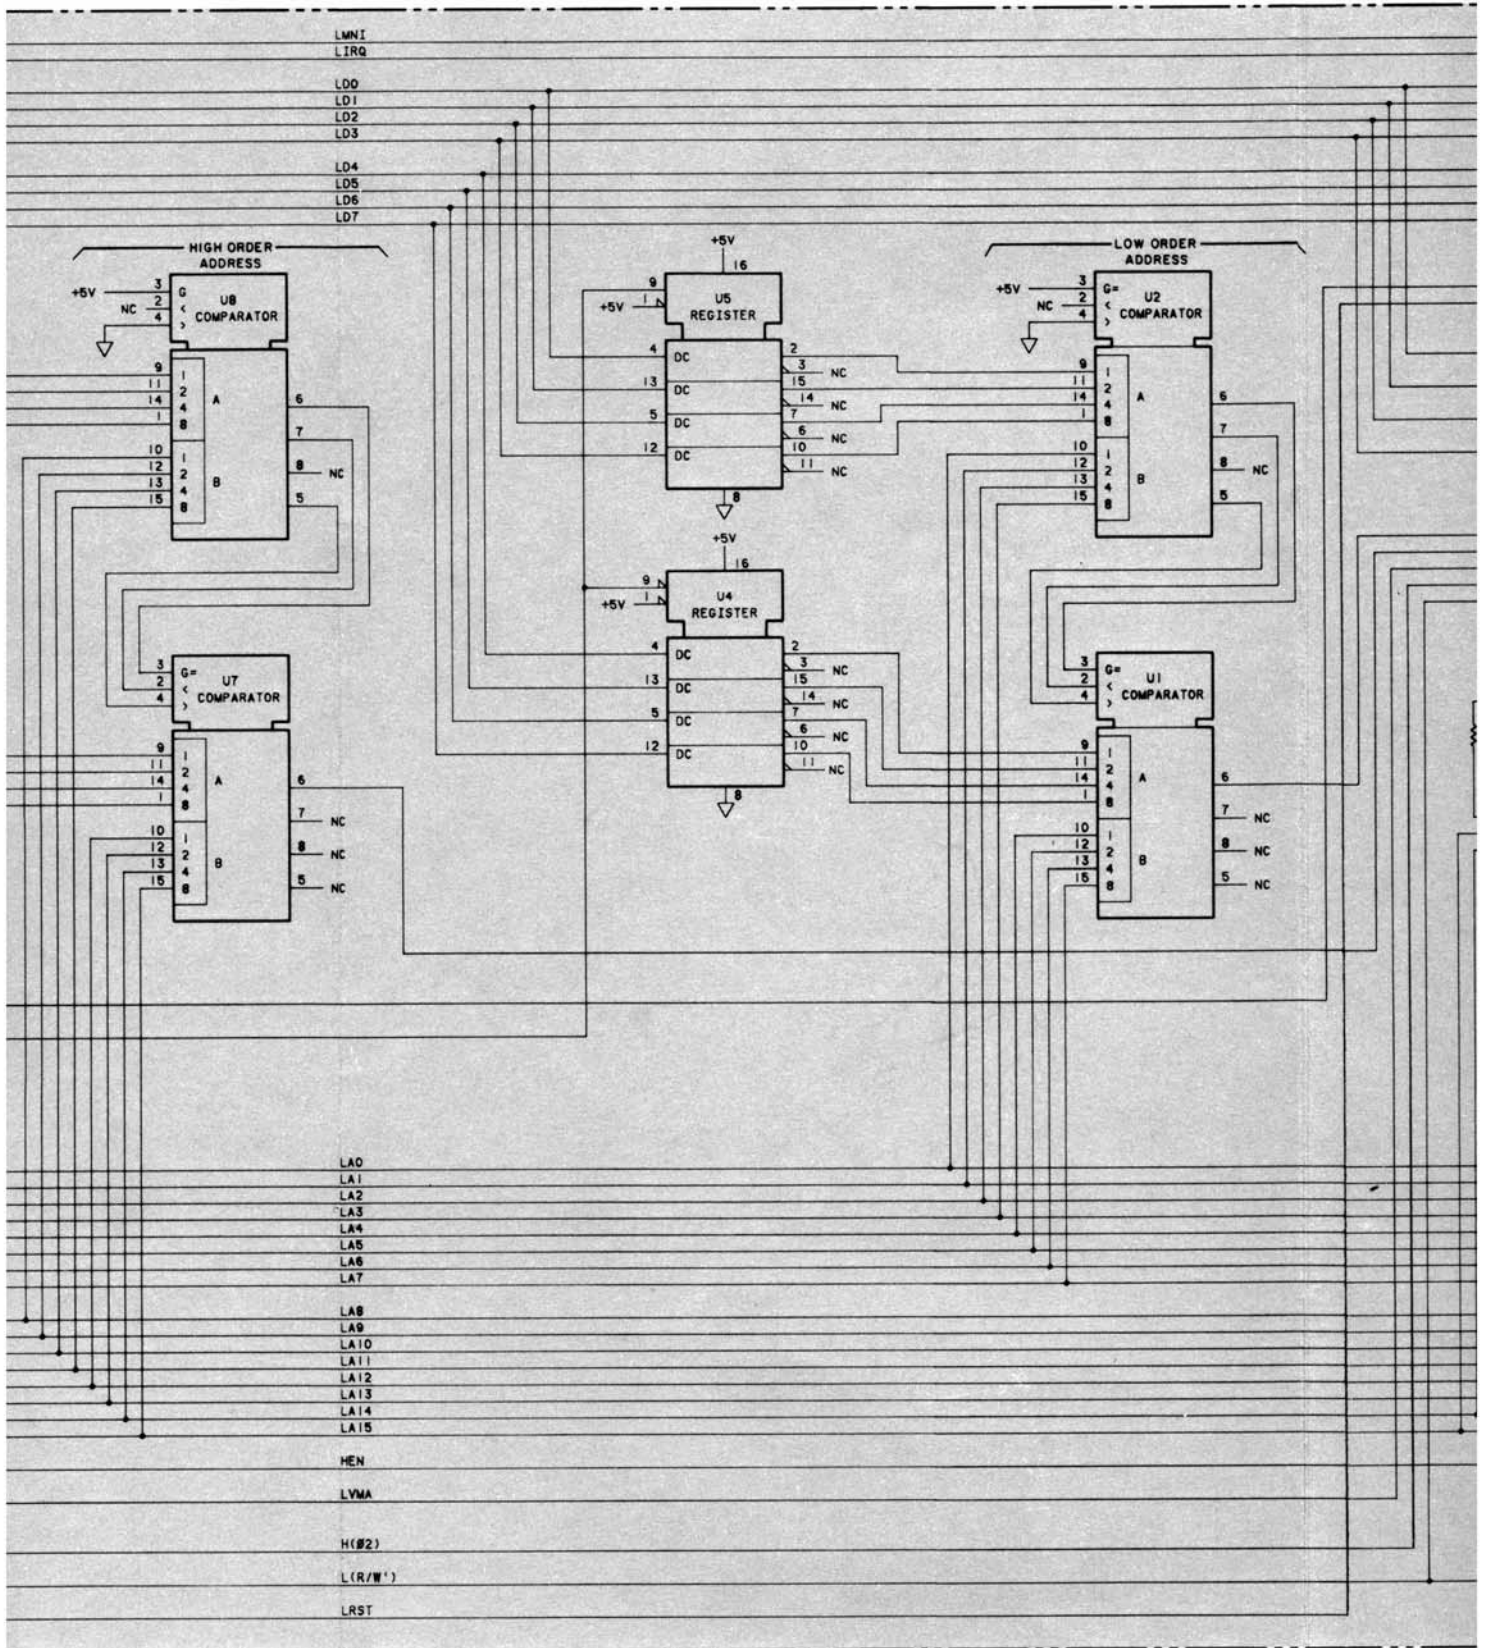 LMNI
LIRQ
LD0
LD1
LD2
LD3
LD4
LD5
LD6
LD7
HIGH ORDER
ADDRESS
+5V 3 G U8
NC 2 < COMPARATOR
4 >
9 1
11 2 A 6
14 4
1 8 7
10 1
12 2 B 8 NC
13 4
15 8 5
3 G= U7
2 < COMPARATOR
4 >
9 1
11 2 A 6
14 4
1 8 7 NC
10 1
12 2 B 8 NC
13 4
15 8 5 NC
+5V
16
9 U5
+5V 1 REGISTER
4 DC 2
3 NC
13 DC 15
14 NC
5 DC 7
6 NC
12 DC 10
11 NC
8
+5V
16
9 U4
+5V 1 REGISTER
4 DC 2
3 NC
13 DC 15
14 NC
5 DC 7
6 NC
12 DC 10
11 NC
8
LOW ORDER
ADDRESS
+5V 3 G= U2
NC 2 < COMPARATOR
4 >
9 1
11 2 A 6
14 4
1 8 7
10 1
12 2 B 8 NC
13 4
15 8 5
3 G= U1
2 < COMPARATOR
4 >
9 1
11 2 A 6
14 4
1 8 7 NC
10 1
12 2 B 8 NC
13 4
15 8 5 NC
LA0
LA1
LA2
LA3
LA4
LA5
LA6
LA7
LA8
LA9
LA10
LA11
LA12
LA13
LA14
LA15
HEN
LVMA
H(Ø2)
L(R/W')
LRST